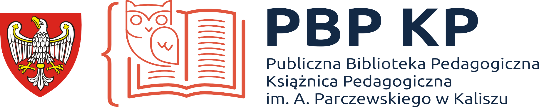 PBP KP
Publiczna Biblioteka Pedagogiczna
Książnica Pedagogiczna
im. A. Parczewskiego w Kaliszu